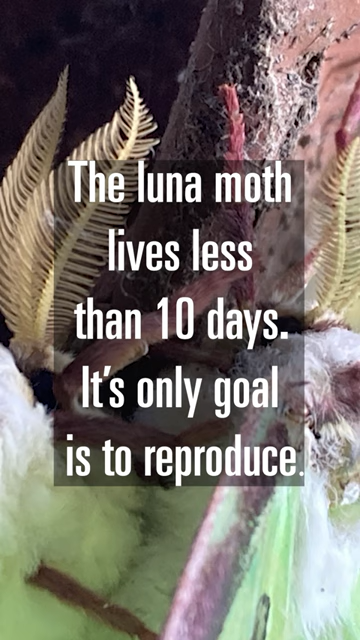 The luna moth
lives less
than 10 days.
It's only goal
is to reproduce.